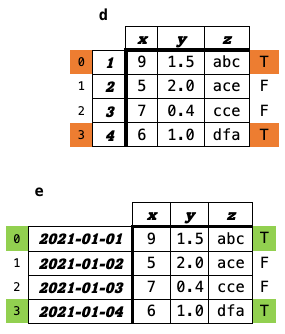 d
x y z
0 1 9 1.5 abc T
1 2 5 2.0 ace F
2 3 7 0.4 cce F
3 4 6 1.0 dfa T
e
x y z
0 2021-01-01 9 1.5 abc T
1 2021-01-02 5 2.0 ace F
2 2021-01-03 7 0.4 cce F
3 2021-01-04 6 1.0 dfa T